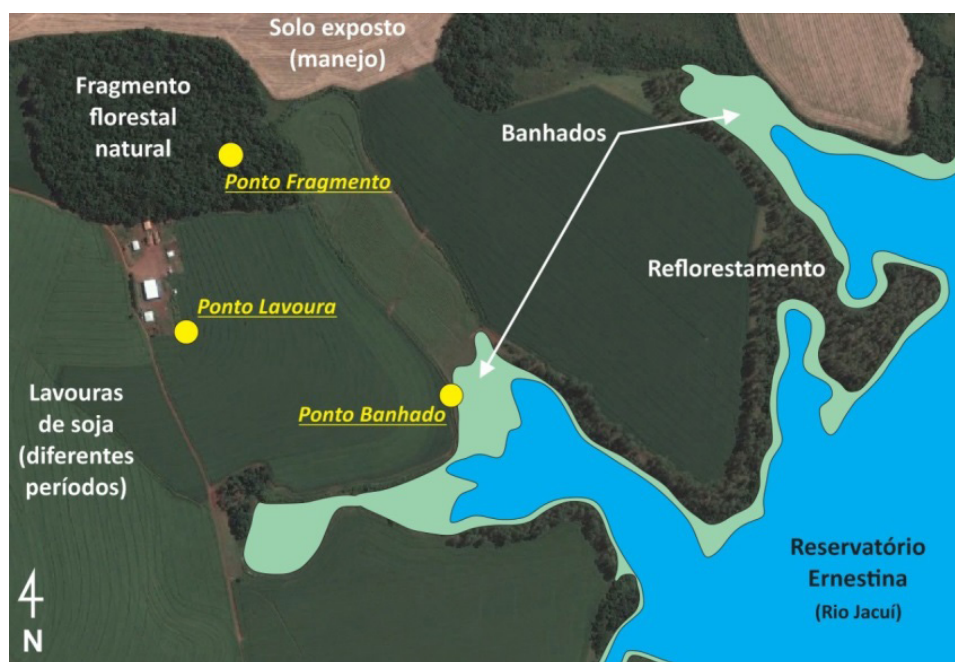 Solo exposto
(manejo)
Fragmento
florestal
natural
Banhados
Ponto Fragmento
Reflorestamento
Ponto Lavoura
Lavouras
de soja
(diferentes
períodos)
Ponto Banhado
Reservatório
Ernestina
(Rio Jacuí)
N